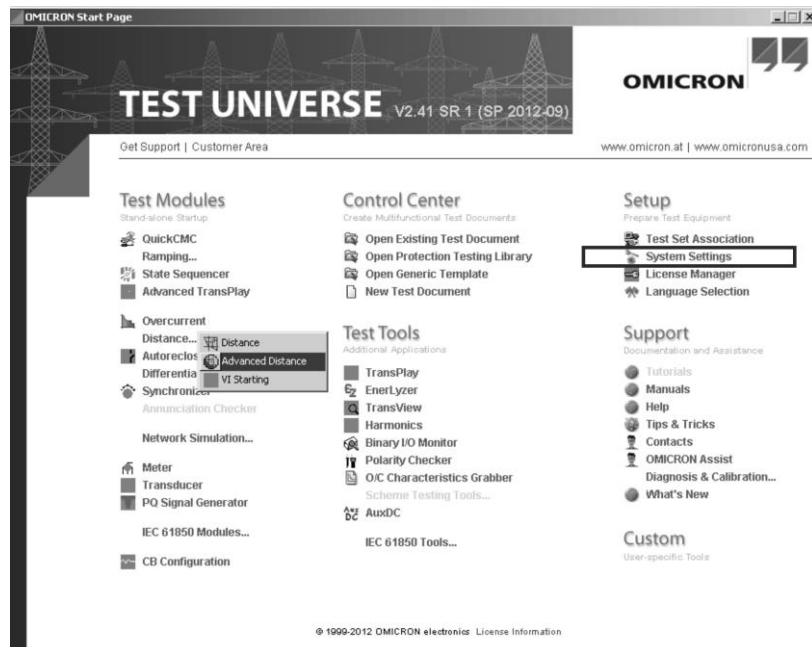 OMICRON Start Page
OMICRON
TEST UNIVERSE V2.41 SR 1 (SP 2012-09)
Get Support | Customer Area
www.omicron.at | www.omicronusa.com
Test Modules
Stand-alone Startup
QuickCMC
Ramping...
State Sequencer
Advanced TransPlay
Overcurrent
Distance...
Autoreclos
Differentia
Synchronizer
Annunciation Checker
Network Simulation...
Meter
Transducer
PQ Signal Generator
IEC 61850 Modules...
CB Configuration
Distance
Advanced Distance
VI Starting
Control Center
Create Multifunctional Test Documents
Open Existing Test Document
Open Protection Testing Library
Open Generic Template
New Test Document
Test Tools
Additional Applications
TransPlay
EnerLyzer
TransView
Harmonics
Binary I/O Monitor
Polarity Checker
O/C Characteristics Grabber
Scheme Testing Tools...
AuxDC
IEC 61850 Tools...
Setup
Prepare Test Equipment
Test Set Association
System Settings
License Manager
Language Selection
Support
Documentation and Assistance
Tutorials
Manuals
Help
Tips & Tricks
Contacts
OMICRON Assist
Diagnosis & Calibration...
What's New
Custom
User-specific Tools
© 1999-2012 OMICRON electronics License Information